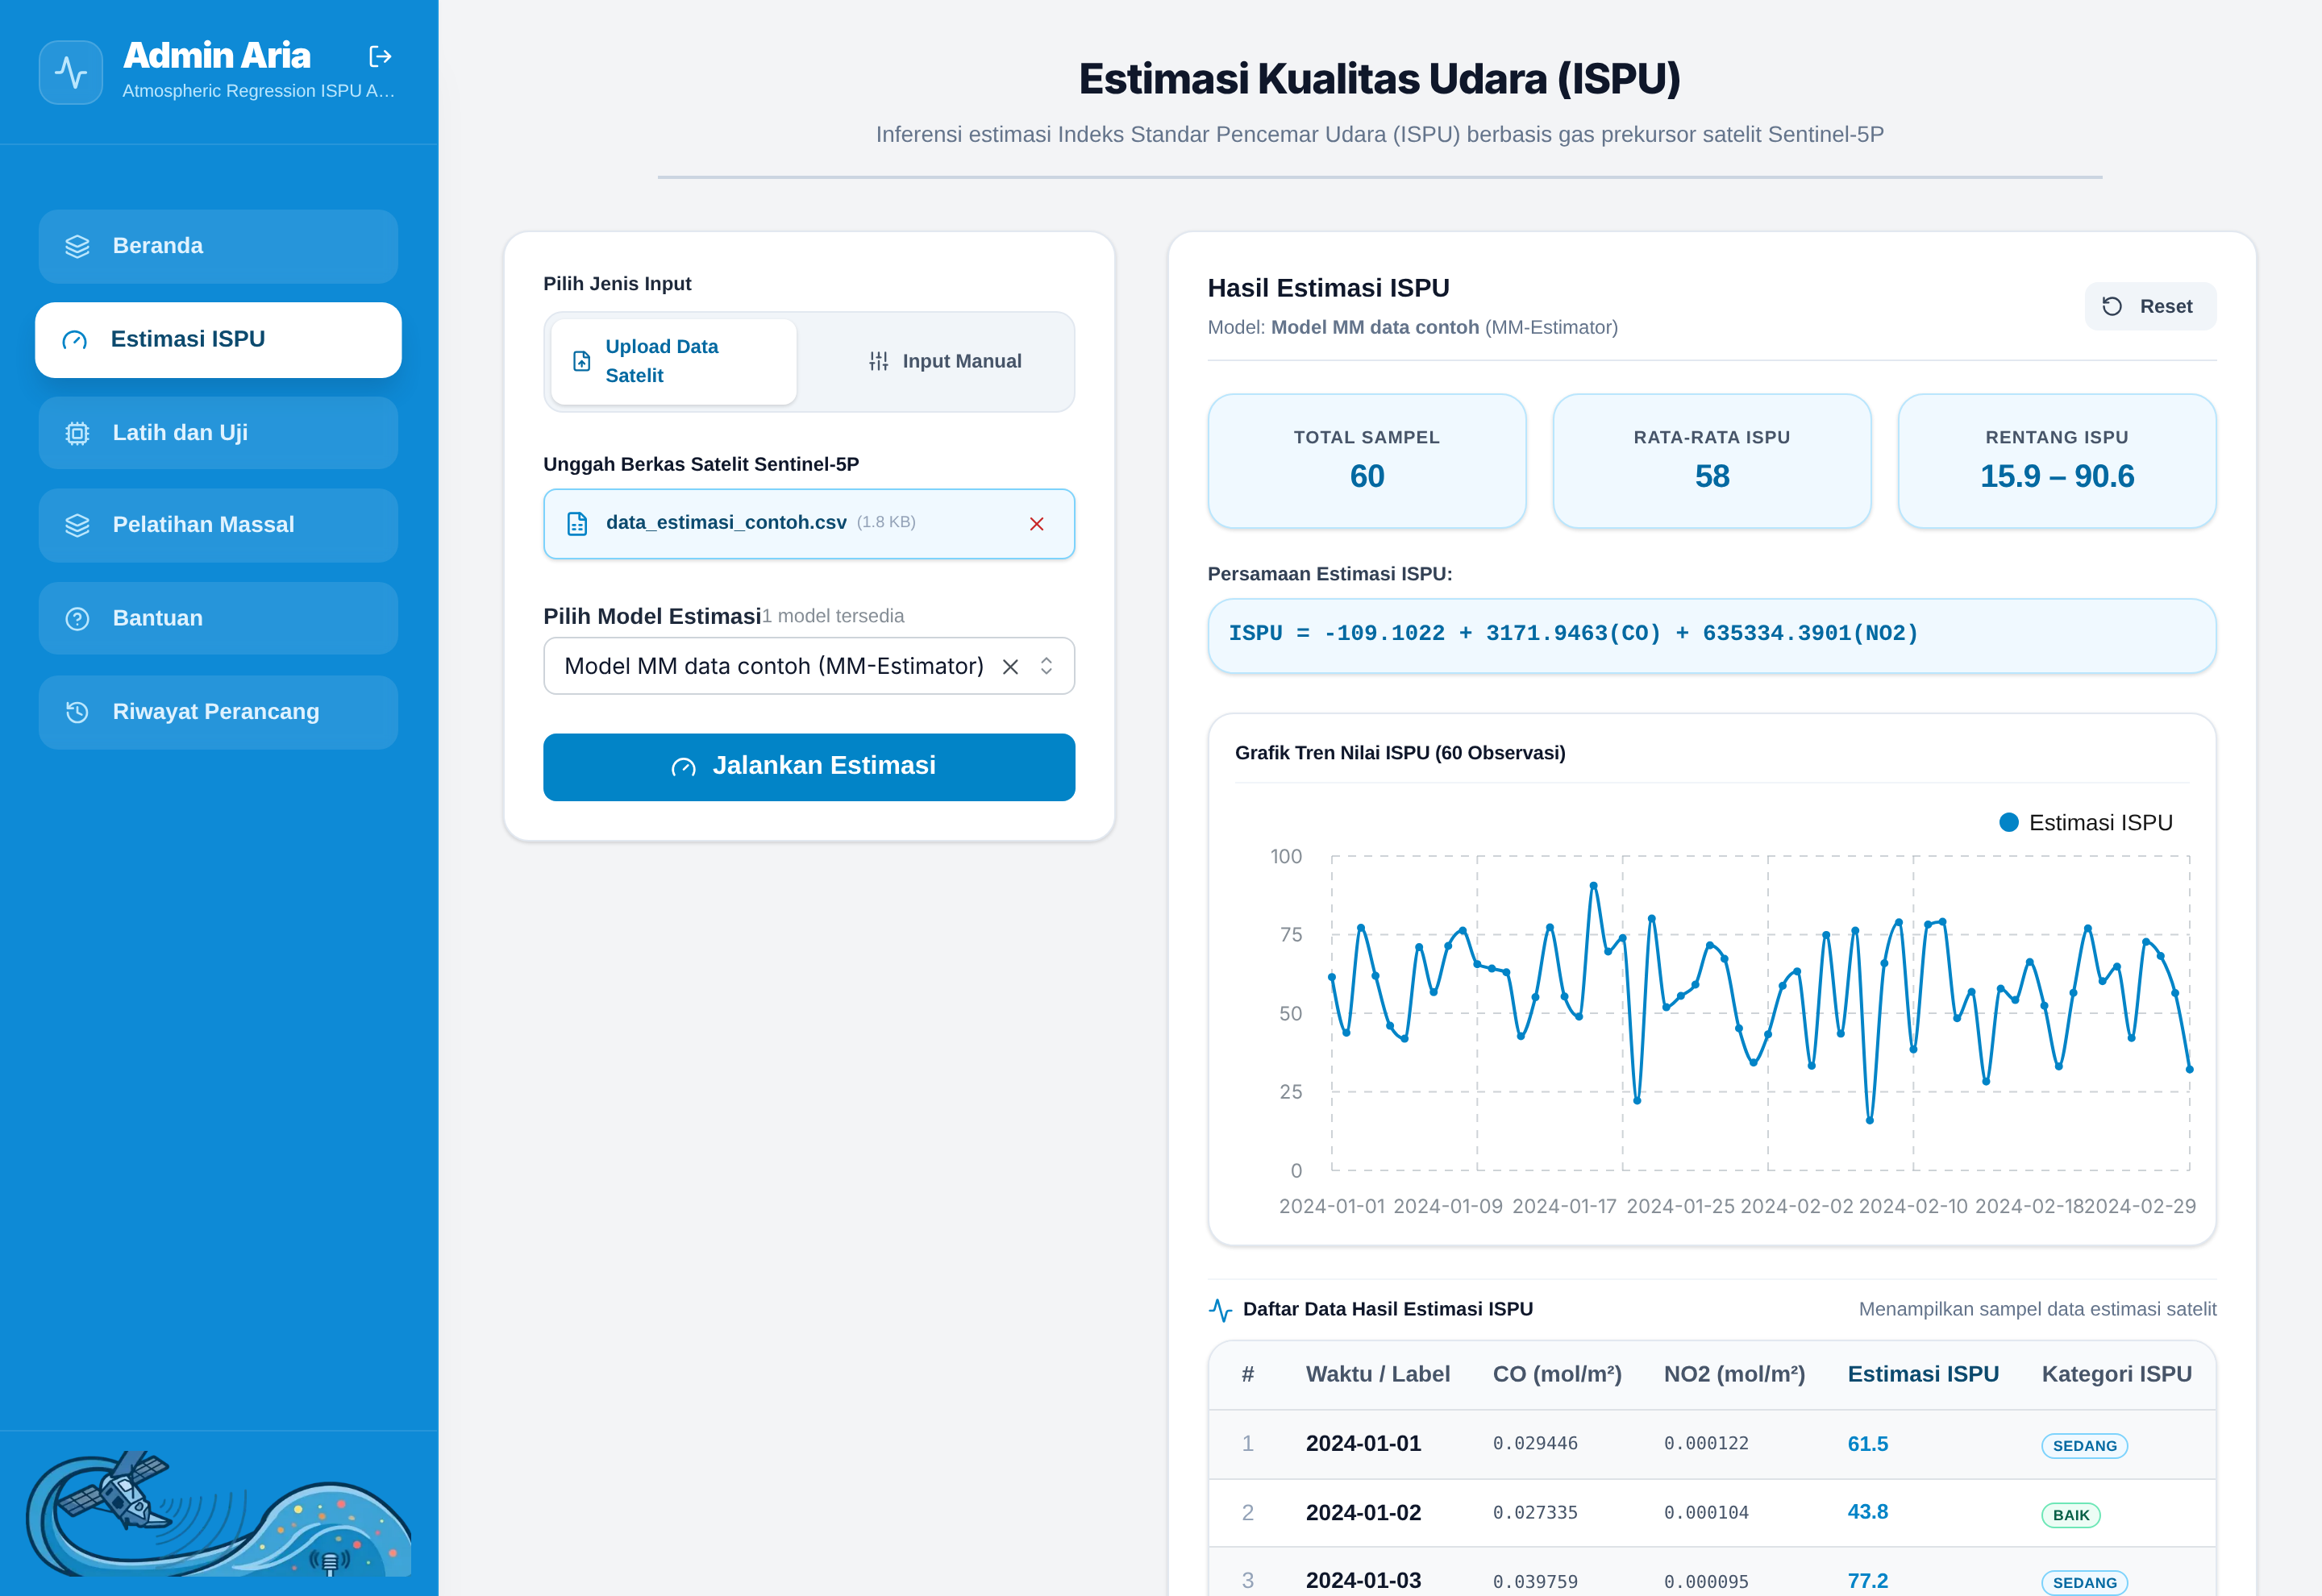 Admin Aria
Atmospheric Regression ISPU A…
Beranda
Estimasi ISPU
Latih dan Uji
Pelatihan Massal
Bantuan
Riwayat Perancang
Estimasi Kualitas Udara (ISPU)
Inferensi estimasi Indeks Standar Pencemar Udara (ISPU) berbasis gas prekursor satelit Sentinel-5P
Pilih Jenis Input
Upload Data
Satelit
Input Manual
Unggah Berkas Satelit Sentinel-5P
data_estimasi_contoh.csv (1.8 KB)
Pilih Model Estimasi1 model tersedia
Model MM data contoh (MM-Estimator)
Jalankan Estimasi
Hasil Estimasi ISPU
Model: Model MM data contoh (MM-Estimator)
Reset
TOTAL SAMPEL
60
RATA-RATA ISPU
58
RENTANG ISPU
15.9 – 90.6
Persamaan Estimasi ISPU:
ISPU = -109.1022 + 3171.9463(CO) + 635334.3901(NO2)
Grafik Tren Nilai ISPU (60 Observasi)
Estimasi ISPU
100
75
50
25
0
2024-01-01 2024-01-09 2024-01-17 2024-01-25 2024-02-02 2024-02-10 2024-02-18 2024-02-29
Daftar Data Hasil Estimasi ISPU
Menampilkan sampel data estimasi satelit
# Waktu / Label CO (mol/m²) NO2 (mol/m²) Estimasi ISPU Kategori ISPU
1 2024-01-01 0.029446 0.000122 61.5 SEDANG
2 2024-01-02 0.027335 0.000104 43.8 BAIK
3 2024-01-03 0.039759 0.000095 77.2 SEDANG